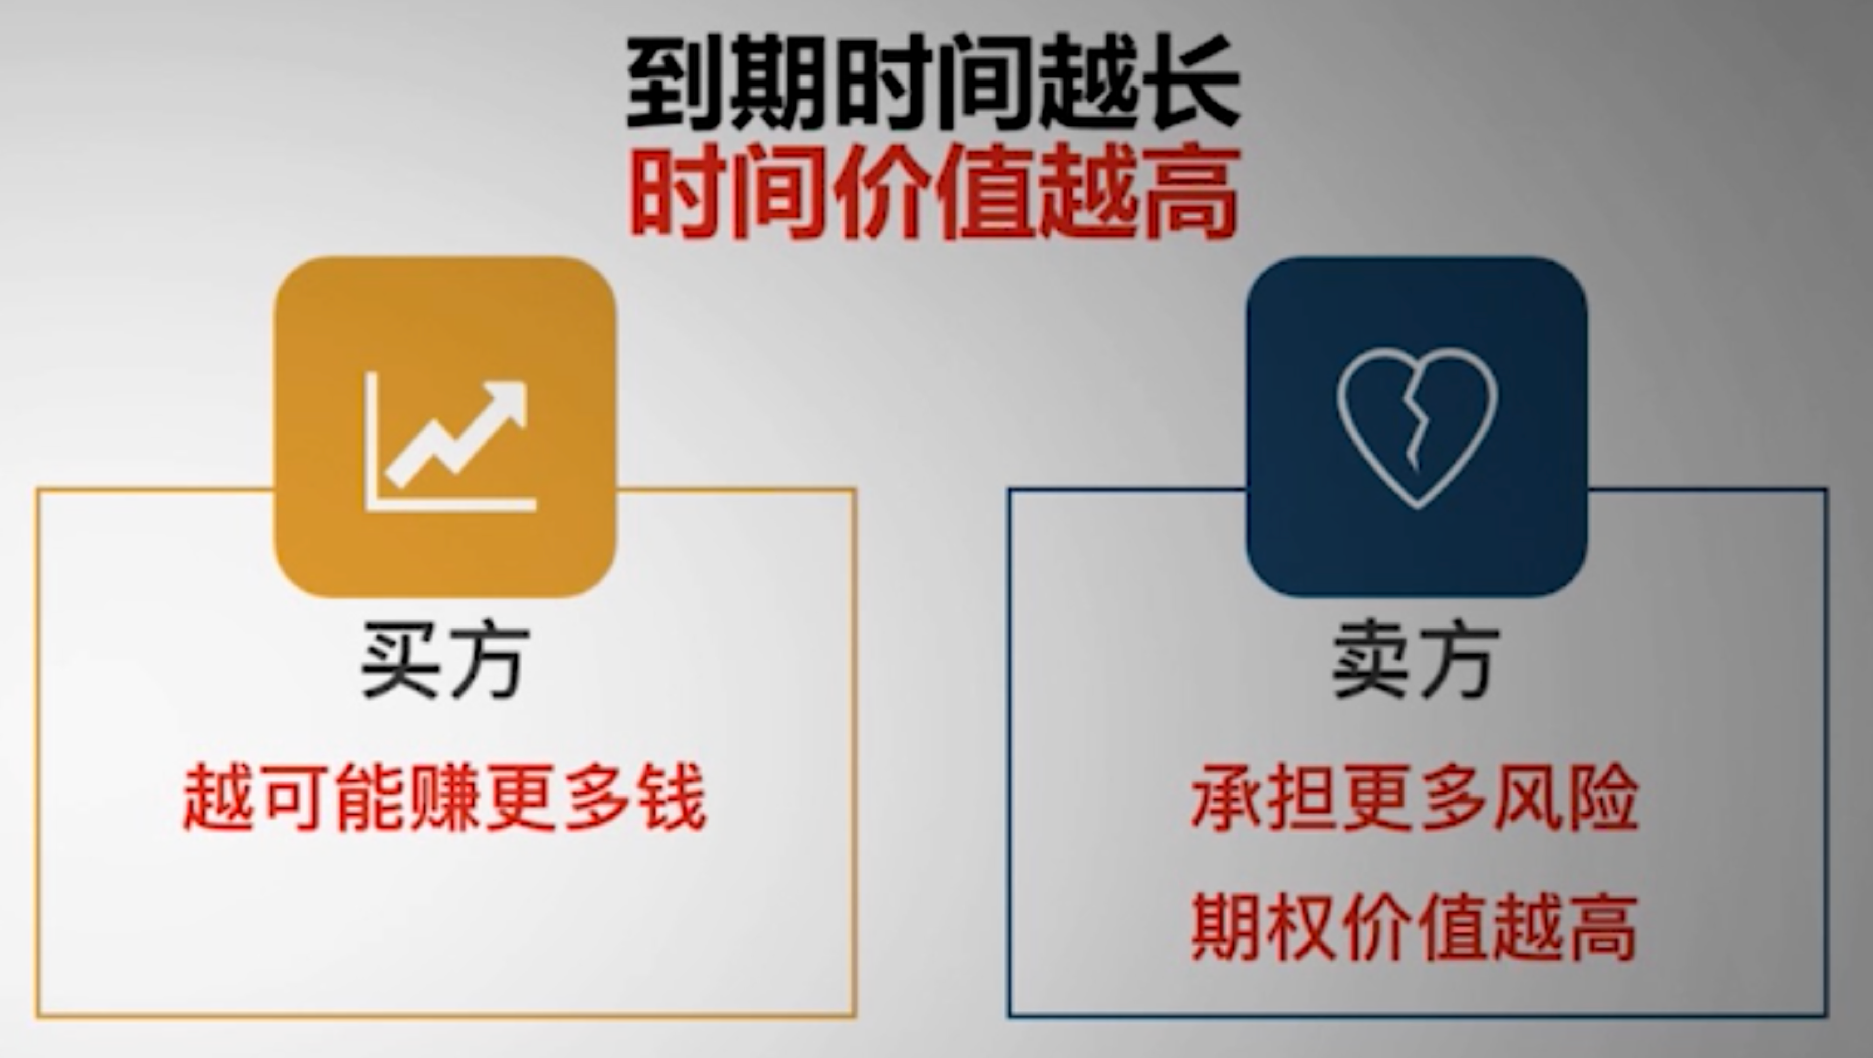 到期时间越长
时间价值越高
买方
越可能赚更多钱
卖方
承担更多风险
期权价值越高